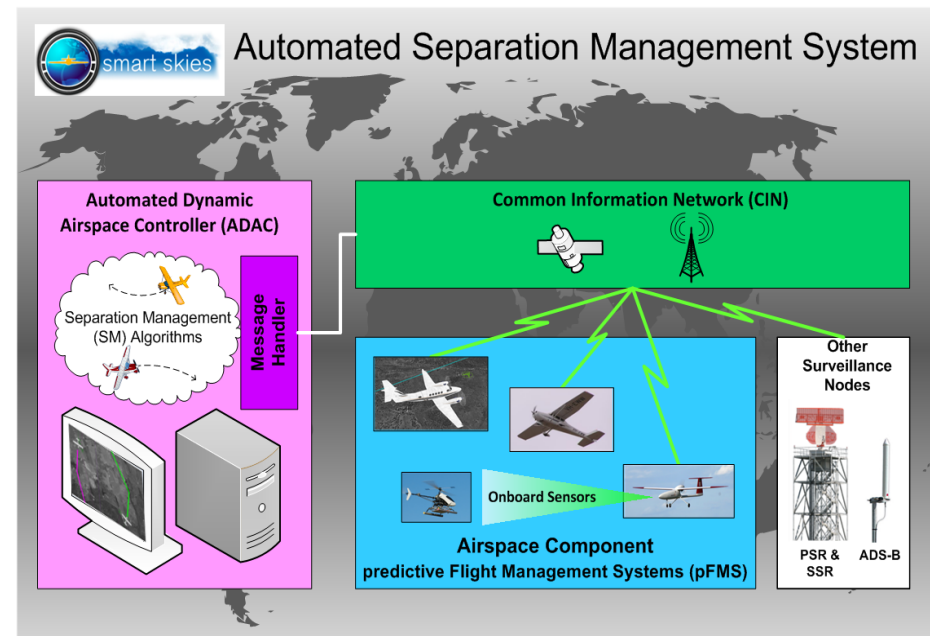 smart skies
Automated Separation Management System
Automated Dynamic
Airspace Controller (ADAC)
Separation Management
(SM) Algorithms
Message
Handler
Common Information Network (CIN)
Onboard Sensors
Airspace Component
predictive Flight Management Systems (pFMS)
Other
Surveillance
Nodes
PSR &
SSR
ADS-B